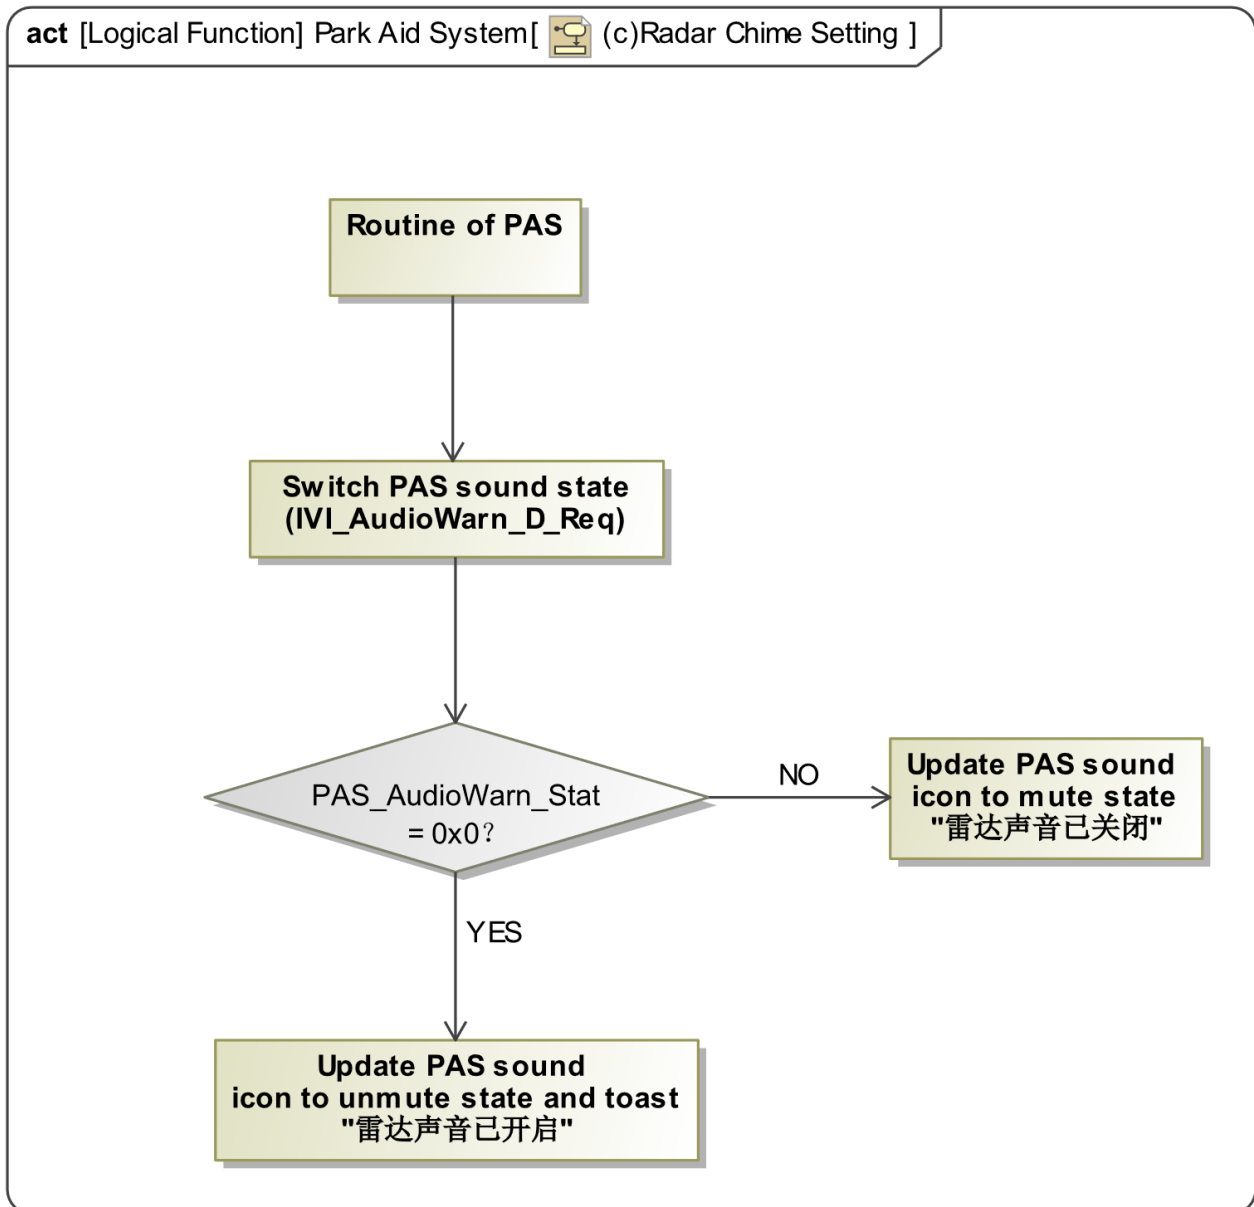 act [Logical Function] Park Aid System[ (c)Radar Chime Setting ]
Routine of PAS
Switch PAS sound state
(IVI_AudioWarn_D_Req)
PAS_AudioWarn_Stat
= 0x0？
NO
Update PAS sound
icon to mute state
"雷达声音已关闭"
YES
Update PAS sound
icon to unmute state and toast
"雷达声音已开启"